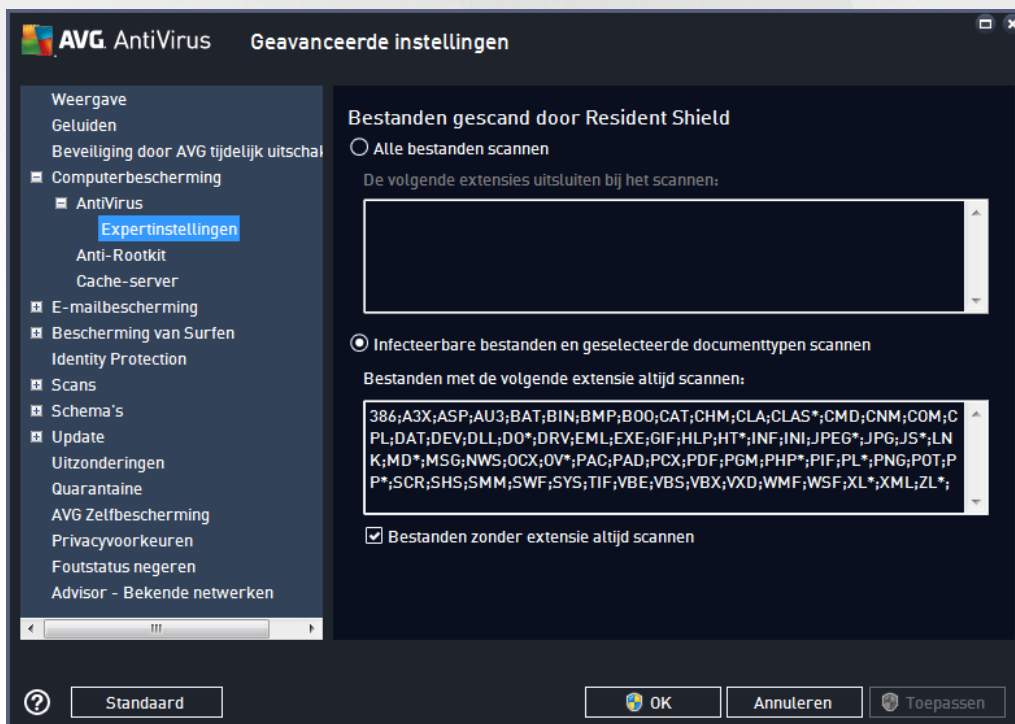 AVG. AntiVirus Geavanceerde instellingen
Weergave
Geluiden
Beveiliging door AVG tijdelijk uitschak
Computerbescherming
AntiVirus
Expertinstellingen
Anti-Rootkit
Cache-server
E-mailbescherming
Bescherming van Surfen
Identity Protection
Scans
Schema's
Update
Uitzonderingen
Quarantaine
AVG Zelfbescherming
Privacyvoorkeuren
Foutstatus negeren
Advisor - Bekende netwerken
Bestanden gescand door Resident Shield
Alle bestanden scannen
De volgende extensies uitsluiten bij het scannen:
Infecteerbare bestanden en geselecteerde documenttypen scannen
Bestanden met de volgende extensie altijd scannen:
386;A3X;ASP;AU3;BAT;BIN;BMP;BOO;CAT;CHM;CLA;CLAS*;CMD;CNM;COM;C
PL;DAT;DEV;DLL;DO*;DRV;EML;EXE;GIF;HLP;HT*;INF;INI;JPEG*;JPG;JS*;LN
K;MD*;MSG;NWS;OCX;OV*;PAC;PAD;PCX;PDF;PGM;PHP*;PIF;PL*;PNG;POT;P
P*;SCR;SHS;SMM;SWF;SYS;TIF;VBE;VBS;VBX;VXD;WMF;WSF;XL*;XML;ZL*;
Bestanden zonder extensie altijd scannen
Standaard
OK
Annuleren
Toepassen